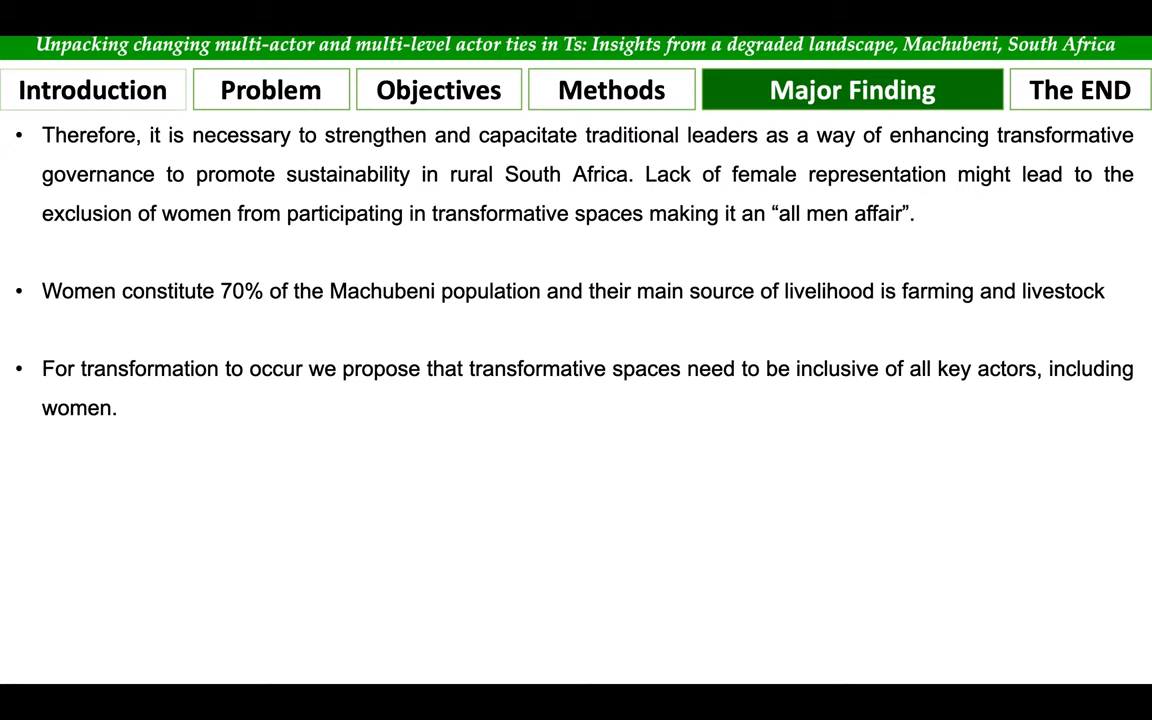 Unpacking changing multi-actor and multi-level actor ties in Ts: Insights from a degraded landscape, Machubeni, South Africa
Introduction
Problem
Objectives
Methods
Major Finding
The END
• Therefore, it is necessary to strengthen and capacitate traditional leaders as a way of enhancing transformative
governance to promote sustainability in rural South Africa. Lack of female representation might lead to the
exclusion of women from participating in transformative spaces making it an “all men affair”.
• Women constitute 70% of the Machubeni population and their main source of livelihood is farming and livestock
• For transformation to occur we propose that transformative spaces need to be inclusive of all key actors, including
women.